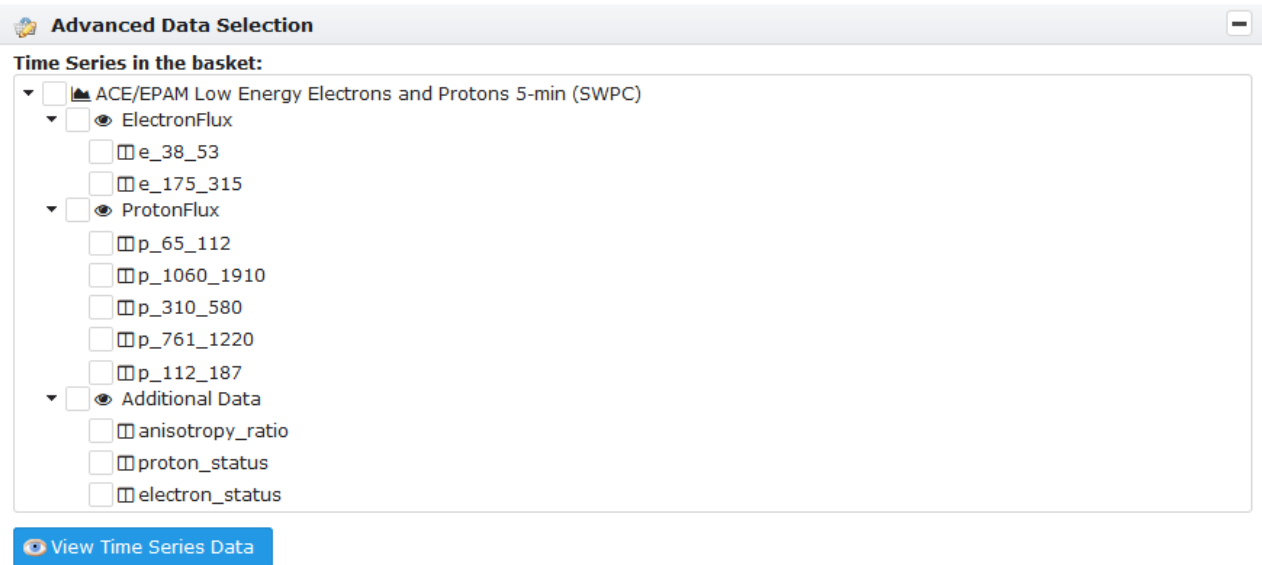 Advanced Data Selection
Time Series in the basket:
ACE/EPAM Low Energy Electrons and Protons 5-min (SWPC)
ElectronFlux
e_38_53
e_175_315
ProtonFlux
p_65_112
p_1060_1910
p_310_580
p_761_1220
p_112_187
Additional Data
anisotropy_ratio
proton_status
electron_status
View Time Series Data